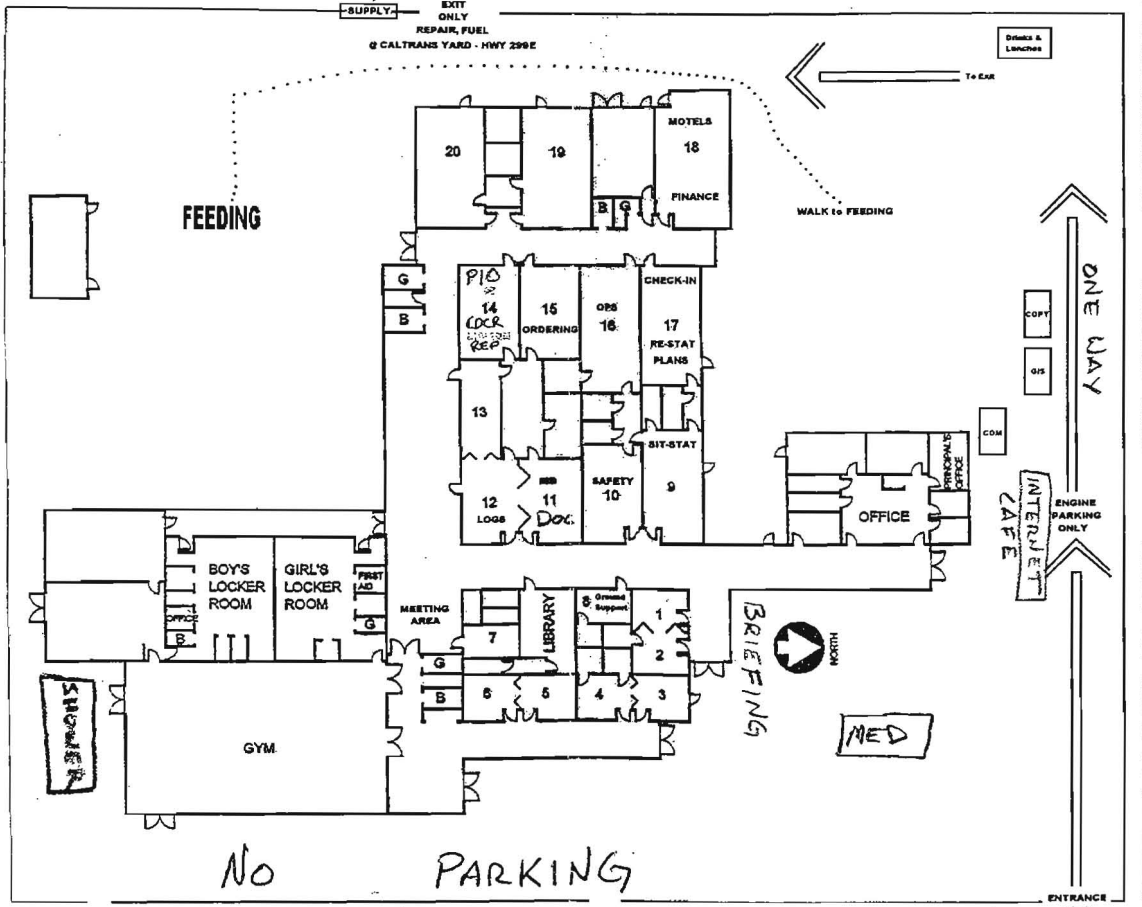 SUPPLY
EXIT
ONLY
REPAIR, FUEL
@ CALTRANS YARD - HWY 299E
Drinks &
Lunches
To Exit
MOTELS
18
FINANCE
20
19
B
G
FEEDING
WALK to FEEDING
G
B
PIO
14
CDCR
REP
15
ORDERING
OPS
16
CHECK-IN
17
RE-STAT
PLANS
COPY
GIS
COM
ONE WAY
13
SIT-STAT
9
SAFETY
10
11
DOC
12
LOGS
PRINCIPAL'S
OFFICE
OFFICE
INTERNET
CAFE
ENGINE
PARKING
ONLY
BOY'S
LOCKER
ROOM
GIRL'S
LOCKER
ROOM
FIRST
AID
OFFICE
B
G
MEETING
AREA
7
LIBRARY
8
Ground
Support
1
2
G
B
6
5
4
3
BRIEFING
NORTH
MED
SHOWER
GYM
NO PARKING
ENTRANCE